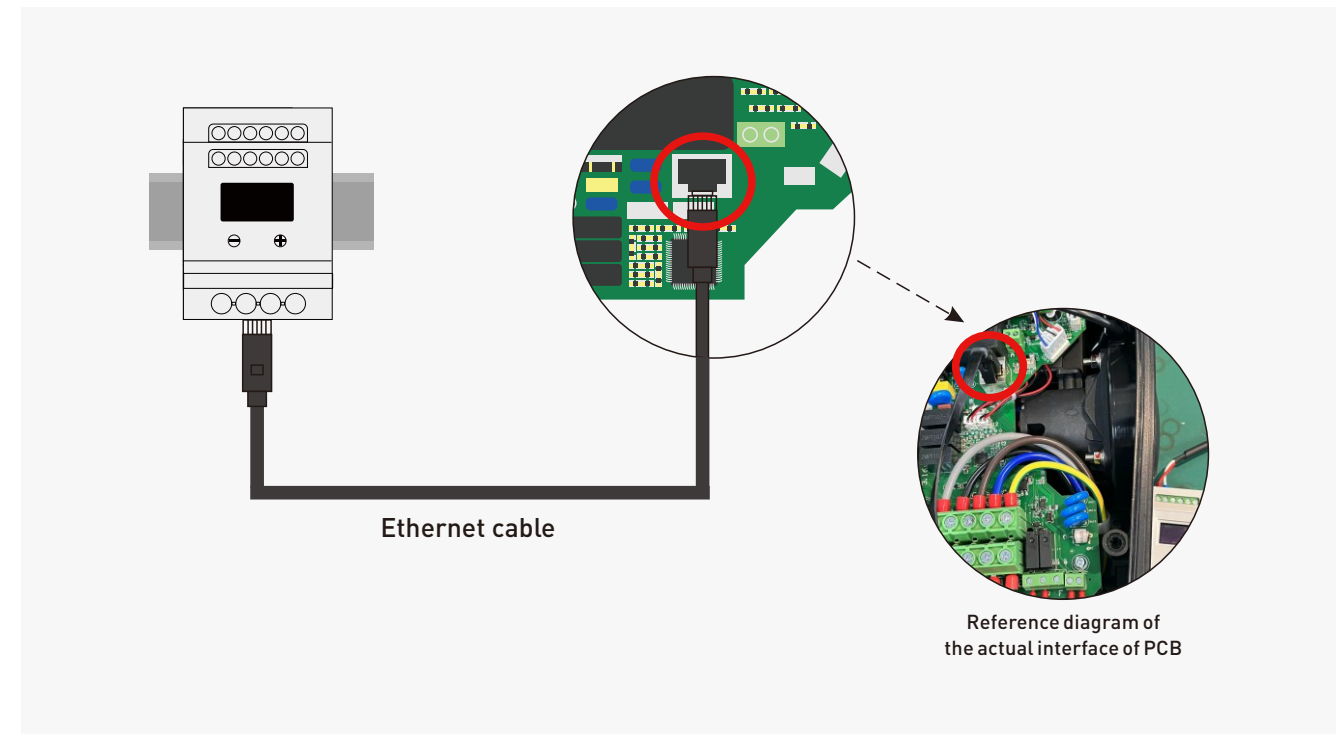 Ethernet cable
Reference diagram of
the actual interface of PCB